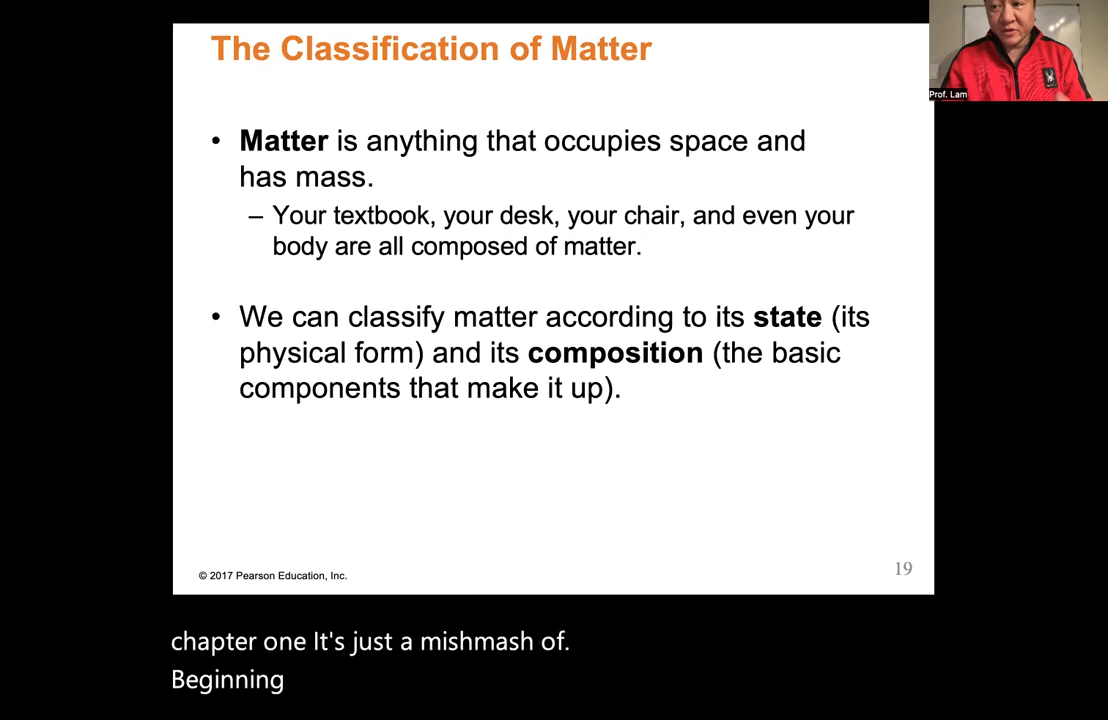 The Classification of Matter
Prof. Lam
• Matter is anything that occupies space and
has mass.
– Your textbook, your desk, your chair, and even your
body are all composed of matter.
• We can classify matter according to its state (its
physical form) and its composition (the basic
components that make it up).
© 2017 Pearson Education, Inc.
19
chapter one It's just a mishmash of.
Beginning